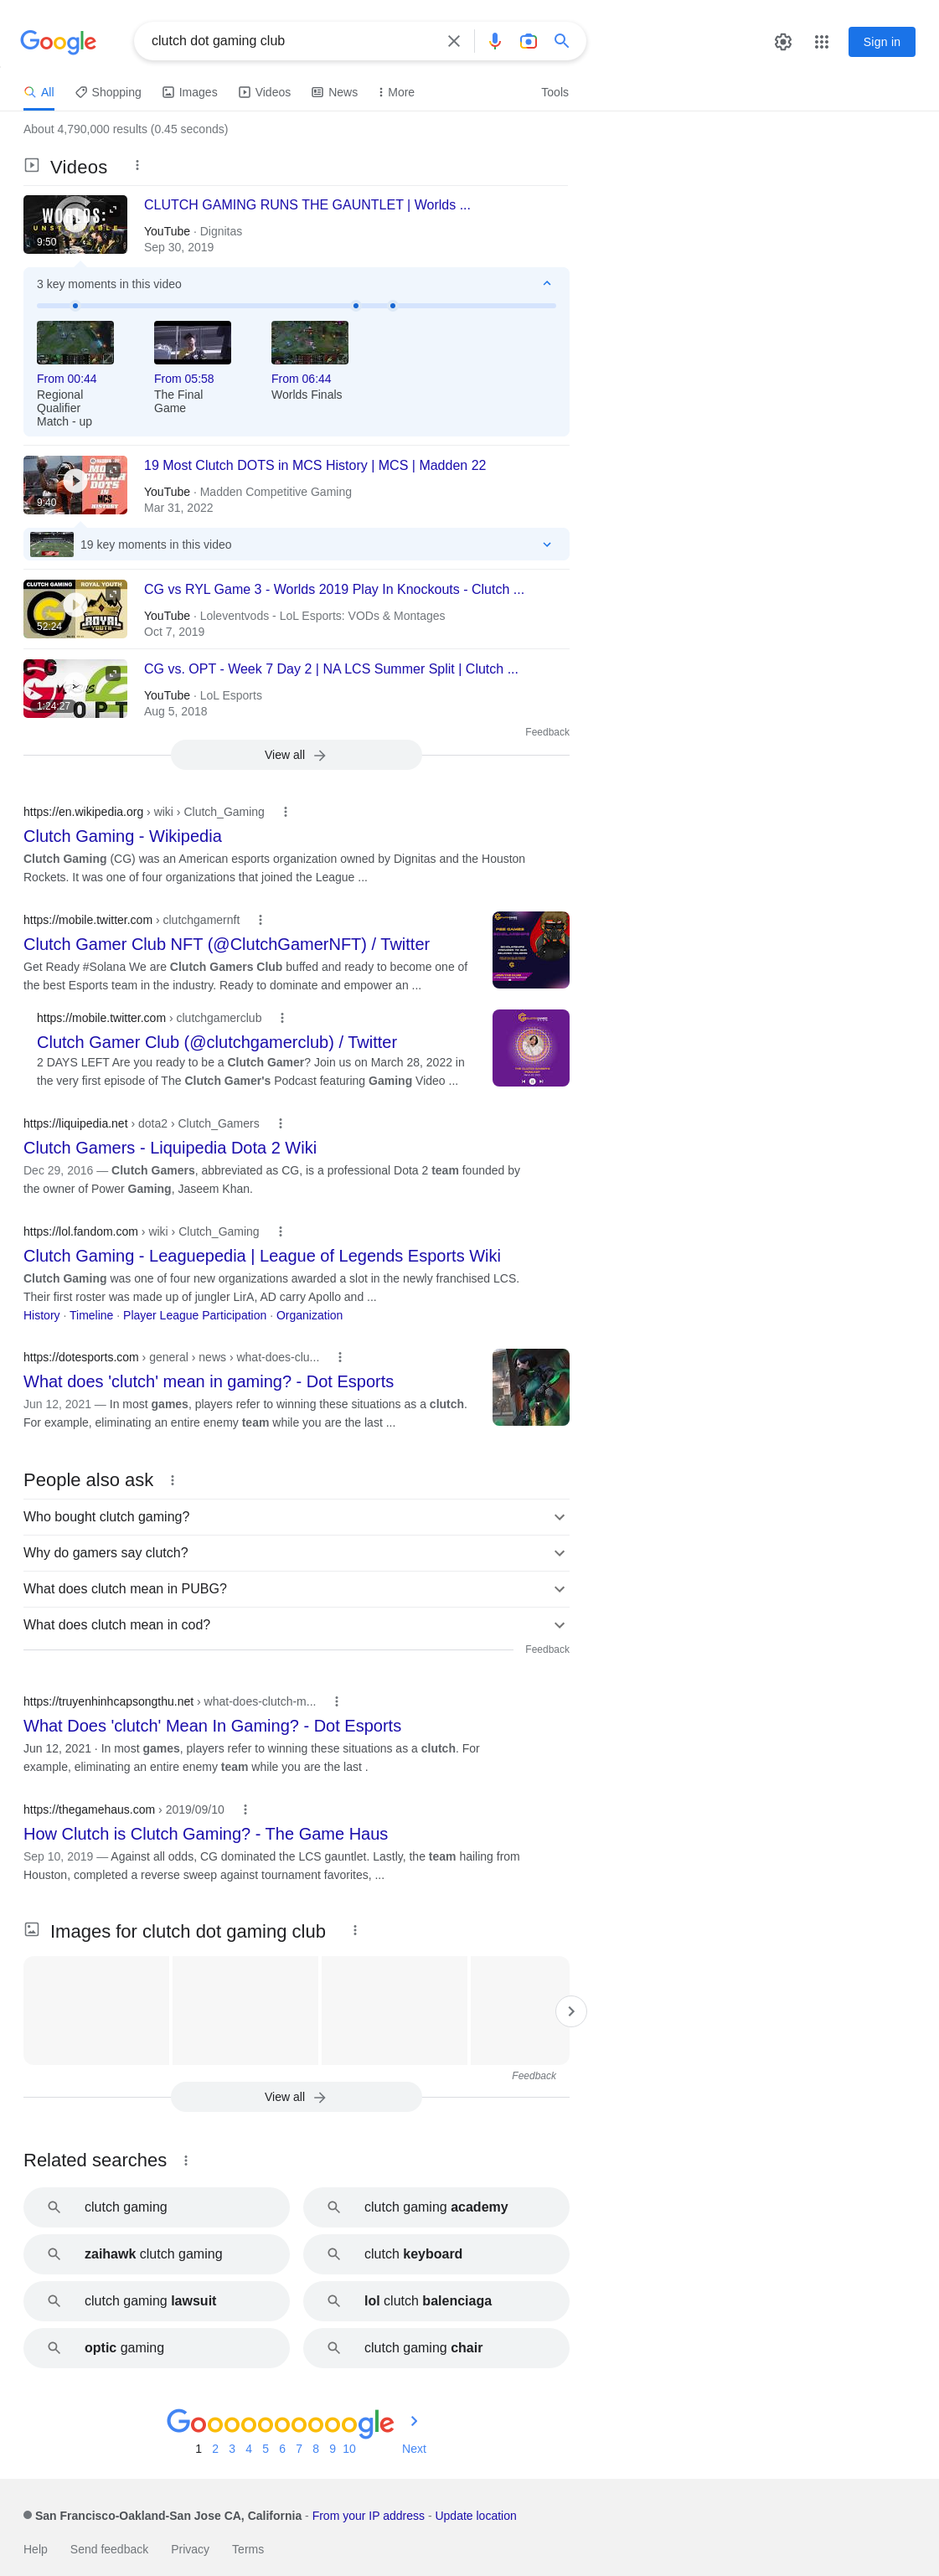 Google
clutch dot gaming club
Sign in
All
Shopping
Images
Videos
News
More
Tools
About 4,790,000 results (0.45 seconds)
Videos
WORLDS:
9:50
CLUTCH GAMING RUNS THE GAUNTLET | Worlds ...
YouTube · Dignitas
Sep 30, 2019
3 key moments in this video
From 00:44
Regional
Qualifier
Match - up
From 05:58
The Final
Game
From 06:44
Worlds Finals
CLUTCH
DOTS
IN
MCS
HISTORY
9:40
19 Most Clutch DOTS in MCS History | MCS | Madden 22
YouTube · Madden Competitive Gaming
Mar 31, 2022
19 key moments in this video
CLUTCH GAMING ROYAL YOUTH
ROYAL
YOUTH
52:24
CG vs RYL Game 3 - Worlds 2019 Play In Knockouts - Clutch ...
YouTube · Loleventvods - LoL Esports: VODs & Montages
Oct 7, 2019
CG
OPT
1:24:27
CG vs. OPT - Week 7 Day 2 | NA LCS Summer Split | Clutch ...
YouTube · LoL Esports
Aug 5, 2018
Feedback
View all
https://en.wikipedia.org › wiki › Clutch_Gaming
Clutch Gaming - Wikipedia
Clutch Gaming (CG) was an American esports organization owned by Dignitas and the Houston
Rockets. It was one of four organizations that joined the League ...
https://mobile.twitter.com › clutchgamernft
Clutch Gamer Club NFT (@ClutchGamerNFT) / Twitter
Get Ready #Solana We are Clutch Gamers Club buffed and ready to become one of
the best Esports team in the industry. Ready to dominate and empower an ...
https://mobile.twitter.com › clutchgamerclub
Clutch Gamer Club (@clutchgamerclub) / Twitter
2 DAYS LEFT Are you ready to be a Clutch Gamer? Join us on March 28, 2022 in
the very first episode of The Clutch Gamer's Podcast featuring Gaming Video ...
https://liquipedia.net › dota2 › Clutch_Gamers
Clutch Gamers - Liquipedia Dota 2 Wiki
Dec 29, 2016 — Clutch Gamers, abbreviated as CG, is a professional Dota 2 team founded by
the owner of Power Gaming, Jaseem Khan.
https://lol.fandom.com › wiki › Clutch_Gaming
Clutch Gaming - Leaguepedia | League of Legends Esports Wiki
Clutch Gaming was one of four new organizations awarded a slot in the newly franchised LCS.
Their first roster was made up of jungler LirA, AD carry Apollo and ...
History · Timeline · Player League Participation · Organization
https://dotesports.com › general › news › what-does-clu...
What does 'clutch' mean in gaming? - Dot Esports
Jun 12, 2021 — In most games, players refer to winning these situations as a clutch.
For example, eliminating an entire enemy team while you are the last ...
People also ask
Who bought clutch gaming?
Why do gamers say clutch?
What does clutch mean in PUBG?
What does clutch mean in cod?
Feedback
https://truyenhinhcapsongthu.net › what-does-clutch-m...
What Does 'clutch' Mean In Gaming? - Dot Esports
Jun 12, 2021 · In most games, players refer to winning these situations as a clutch. For
example, eliminating an entire enemy team while you are the last .
https://thegamehaus.com › 2019/09/10
How Clutch is Clutch Gaming? - The Game Haus
Sep 10, 2019 — Against all odds, CG dominated the LCS gauntlet. Lastly, the team hailing from
Houston, completed a reverse sweep against tournament favorites, ...
Images for clutch dot gaming club
Feedback
View all
Related searches
clutch gaming
clutch gaming academy
zaihawk clutch gaming
clutch keyboard
clutch gaming lawsuit
lol clutch balenciaga
optic gaming
clutch gaming chair
Goooooooooogle
1 2 3 4 5 6 7 8 9 10 Next
San Francisco-Oakland-San Jose CA, California - From your IP address - Update location
Help Send feedback Privacy Terms